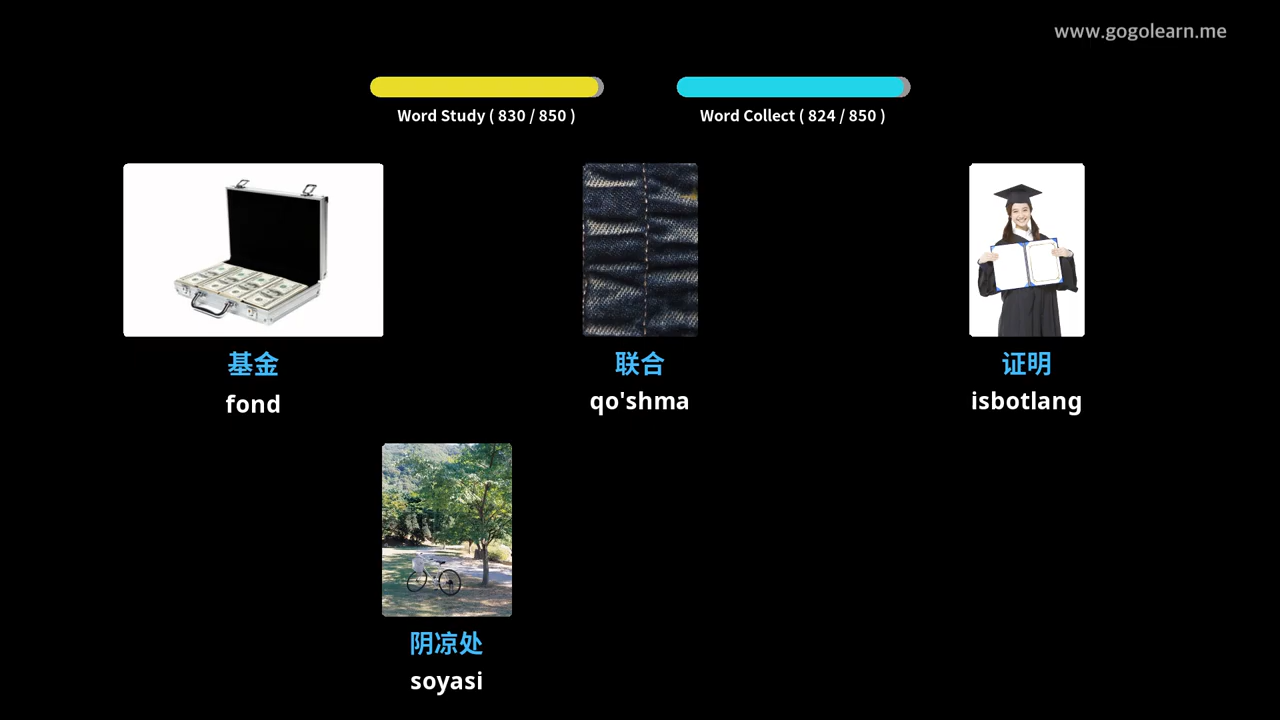 www.gogolearn.me
Word Study ( 830 / 850 )
Word Collect ( 824 / 850 )
基金
fond
联合
qo'shma
证明
isbotlang
阴凉处
soyasi